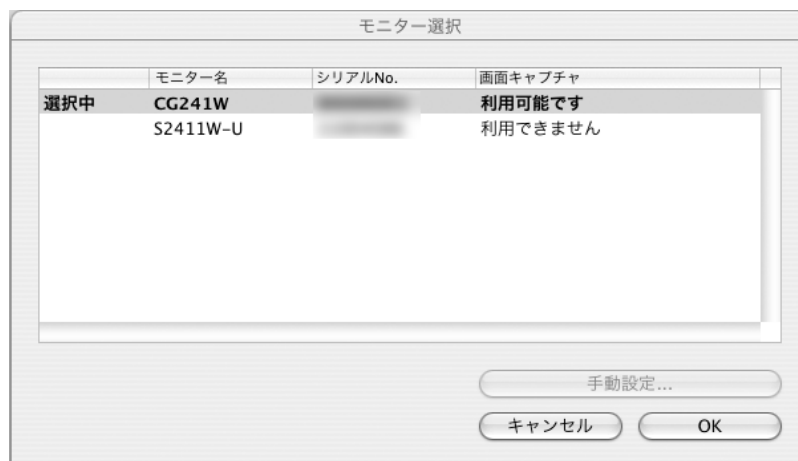 モニター選択
モニター名 シリアルNo. 画面キャプチャ
選択中 CG241W 利用可能です
S2411W-U 利用できません
手動設定...
キャンセル OK